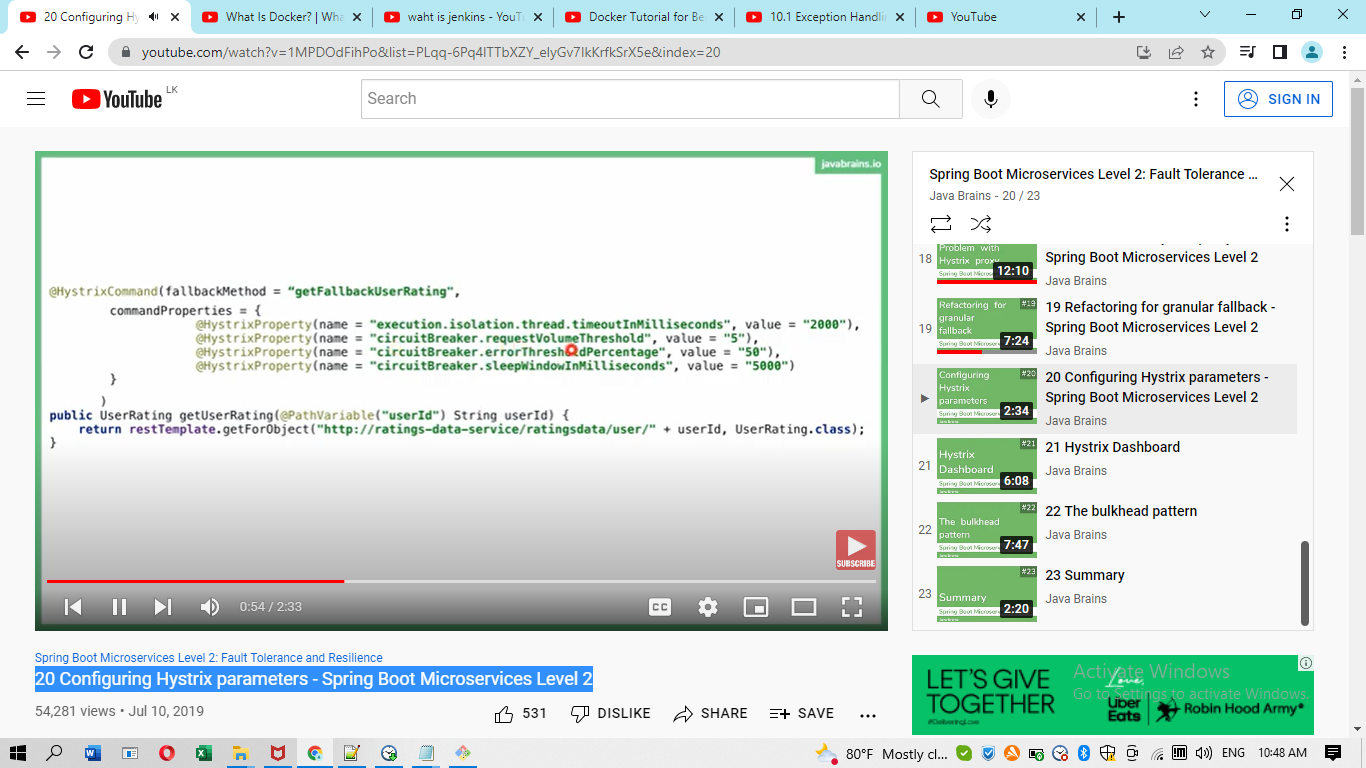 20 Configuring Hy
What Is Docker? | Wha
waht is jenkins - YouTu
Docker Tutorial for Be
10.1 Exception Handli
YouTube
youtube.com/watch?v=1MPDOdFihPo&list=PLqq-6Pq4lTTbXZY_elyGv7IkKrfkSrX5e&index=20
YouTube LK
Search
SIGN IN
javabrains.io
@HystrixCommand(fallbackMethod = "getFallbackUserRating",
commandProperties = {
@HystrixProperty(name = "execution.isolation.thread.timeoutInMilliseconds", value = "2000"),
@HystrixProperty(name = "circuitBreaker.requestVolumeThreshold", value = "5"),
@HystrixProperty(name = "circuitBreaker.errorThresholdPercentage", value = "50"),
@HystrixProperty(name = "circuitBreaker.sleepWindowInMilliseconds", value = "5000")
}
)
public UserRating getUserRating(@PathVariable("userId") String userId) {
return restTemplate.getForObject("http://ratings-data-service/ratingsdata/user/" + userId, UserRating.class);
}
SUBSCRIBE
0:54 / 2:33
CC
Spring Boot Microservices Level 2: Fault Tolerance and Resilience
20 Configuring Hystrix parameters - Spring Boot Microservices Level 2
54,281 views • Jul 10, 2019
531
DISLIKE
SHARE
SAVE
Spring Boot Microservices Level 2: Fault Tolerance ...
Java Brains - 20 / 23
18
Problem with
Hystrix proxy
12:10
Spring Boot Microservices Level 2
Java Brains
19
Refactoring for
granular
fallback
#19
7:24
19 Refactoring for granular fallback -
Spring Boot Microservices Level 2
Java Brains
Configuring
Hystrix
parameters
#20
2:34
20 Configuring Hystrix parameters -
Spring Boot Microservices Level 2
Java Brains
21
Hystrix
Dashboard
#21
6:08
21 Hystrix Dashboard
Java Brains
22
The bulkhead
pattern
#22
7:47
22 The bulkhead pattern
Java Brains
23
Summary
#23
2:20
23 Summary
Java Brains
LET'S GIVE
TOGETHER
#DeliveringLove
Love,
Uber
Eats
Robin Hood Army
Activate Windows
Go to Settings to activate Windows.
80°F Mostly cl...
ENG
10:48 AM